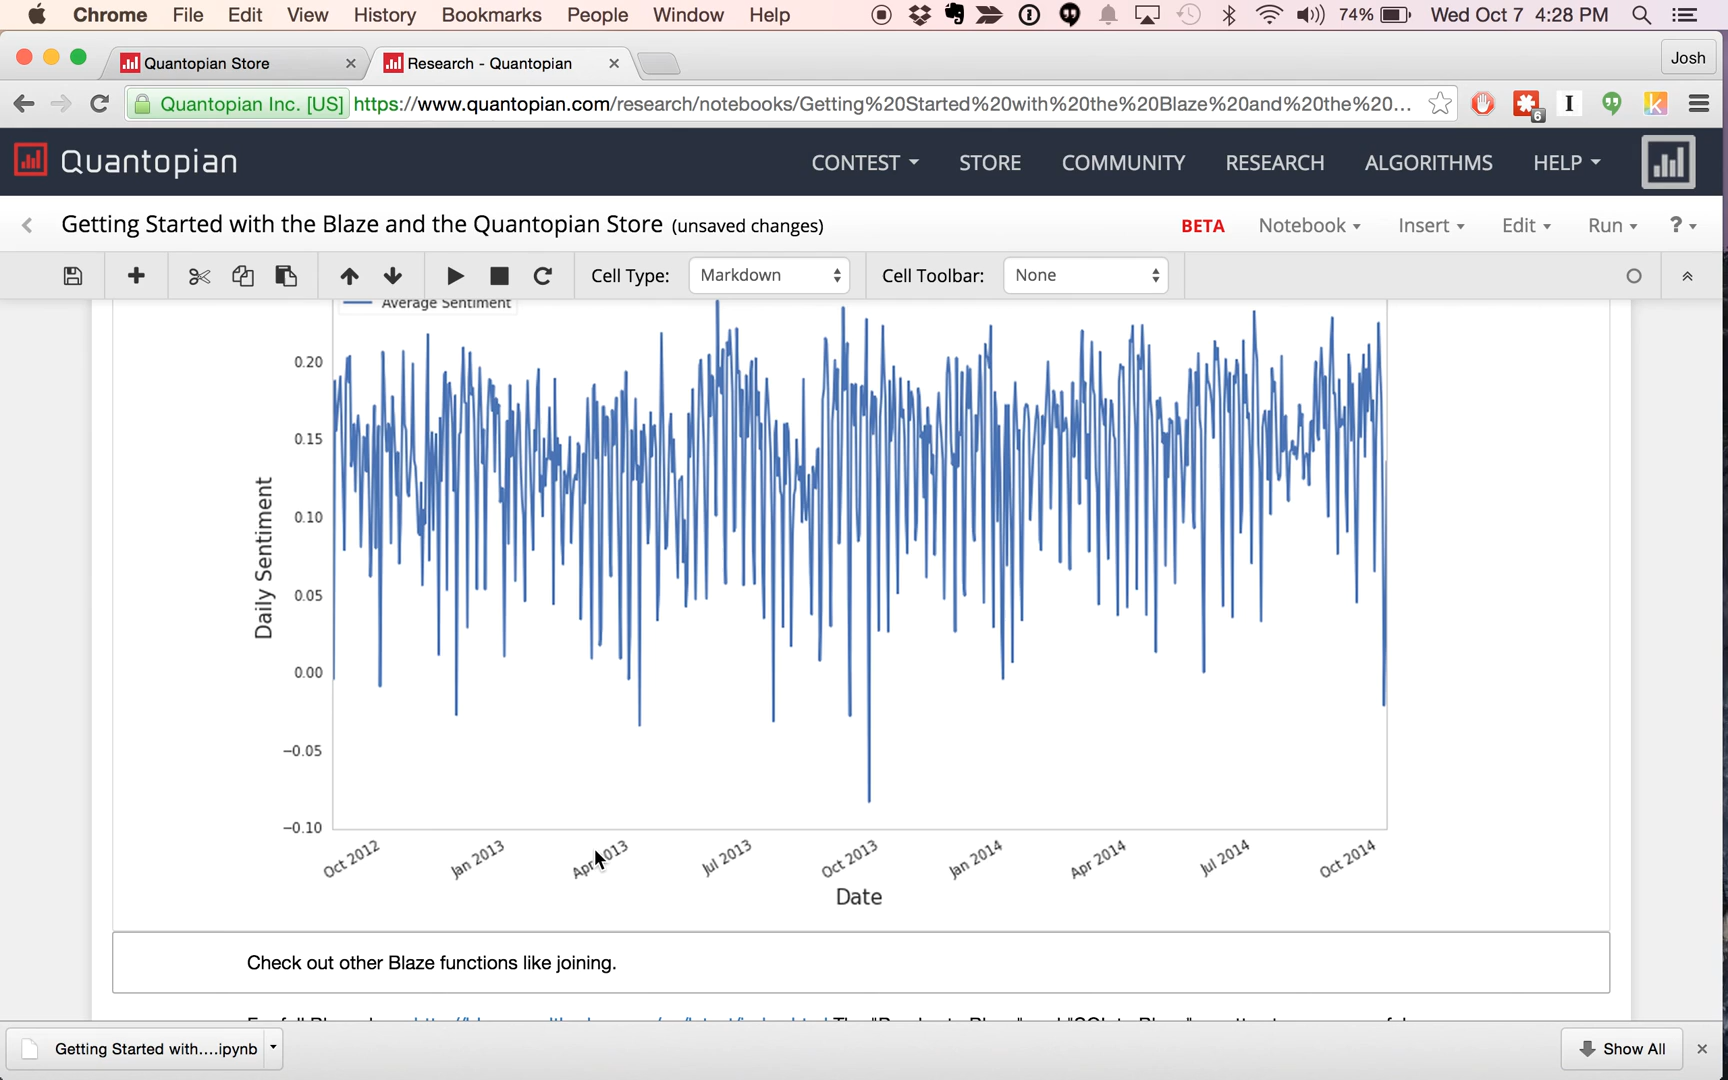 Chrome File Edit View History Bookmarks People Window Help 74% Wed Oct 7 4:28 PM
Quantopian Store Research - Quantopian Josh
Quantopian Inc. [US] https://www.quantopian.com/research/notebooks/Getting%20Started%20with%20the%20Blaze%20and%20the%20... 6
Quantopian CONTEST STORE COMMUNITY RESEARCH ALGORITHMS HELP
Getting Started with the Blaze and the Quantopian Store (unsaved changes) BETA Notebook Insert Edit Run ?
Cell Type: Markdown Cell Toolbar: None
Average Sentiment
0.20
0.15
0.10
0.05
0.00
−0.05
−0.10
Daily Sentiment
Oct 2012 Jan 2013 Apr 2013 Jul 2013 Oct 2013 Jan 2014 Apr 2014 Jul 2014 Oct 2014
Date
Check out other Blaze functions like joining.
Getting Started with....ipynb Show All